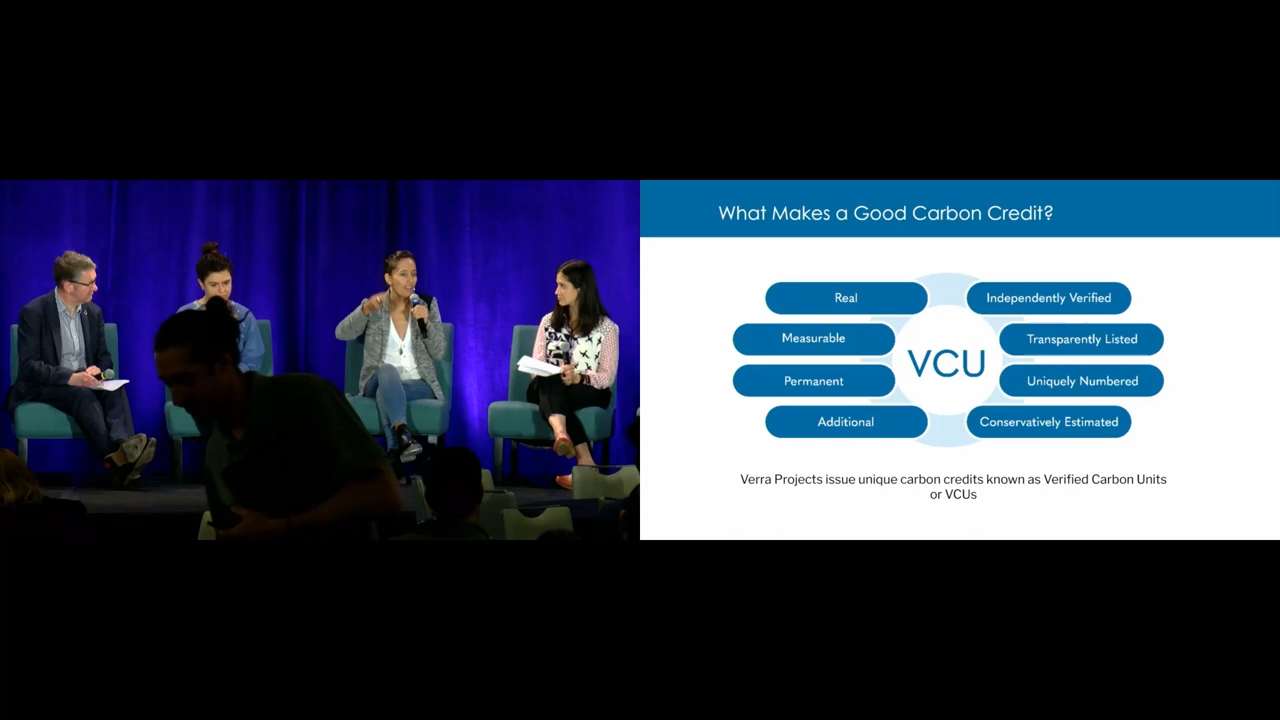 What Makes a Good Carbon Credit?
Real
Independently Verified
Measurable
Transparently Listed
VCU
Permanent
Uniquely Numbered
Additional
Conservatively Estimated
Verra Projects issue unique carbon credits known as Verified Carbon Units
or VCUs